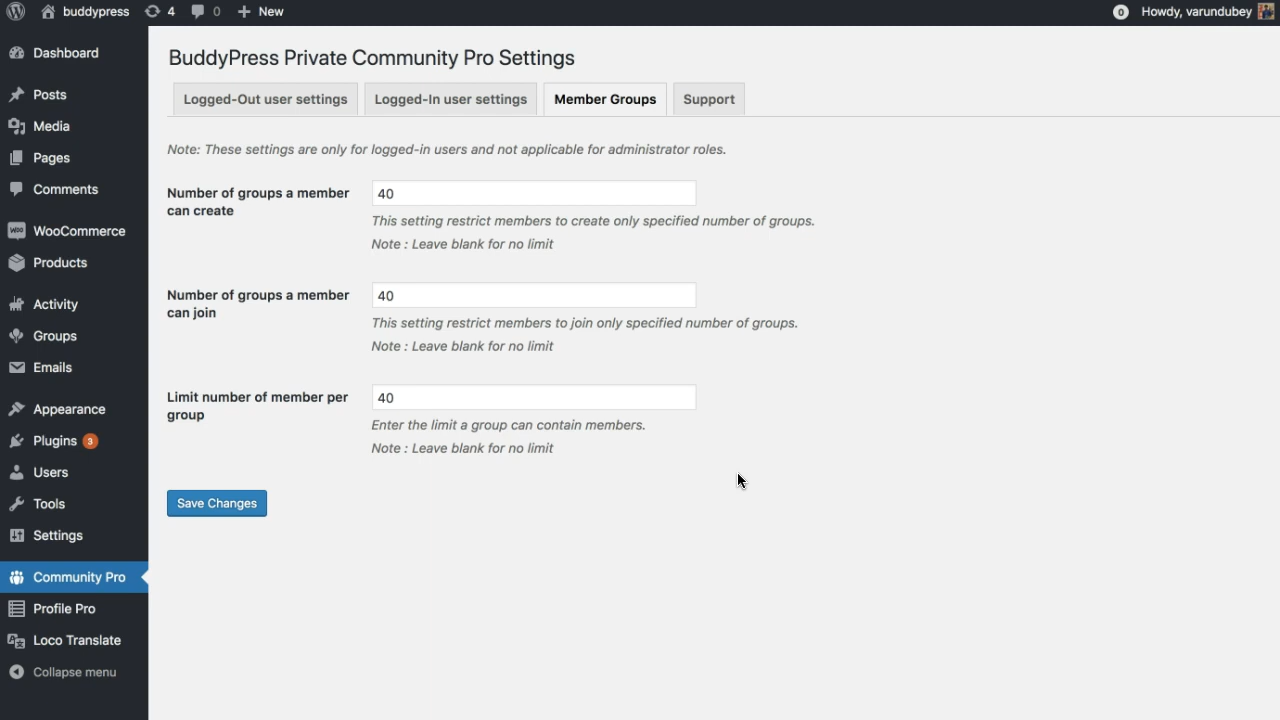 buddypress 4 0 New 0 Howdy, varundubey
Dashboard
Posts
Media
Pages
Comments
WooCommerce
Products
Activity
Groups
Emails
Appearance
Plugins 3
Users
Tools
Settings
Community Pro
Profile Pro
Loco Translate
Collapse menu
BuddyPress Private Community Pro Settings
Logged-Out user settings Logged-In user settings Member Groups Support
Note: These settings are only for logged-in users and not applicable for administrator roles.
Number of groups a member
can create
40
This setting restrict members to create only specified number of groups.
Note : Leave blank for no limit
Number of groups a member
can join
40
This setting restrict members to join only specified number of groups.
Note : Leave blank for no limit
Limit number of member per
group
40
Enter the limit a group can contain members.
Note : Leave blank for no limit
Save Changes